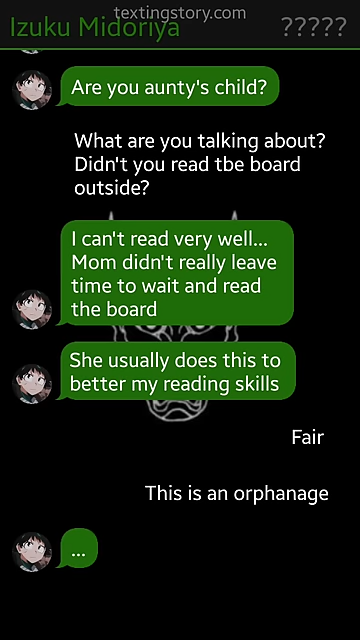 textingstory.com
Izuku Midoriya
?????
Are you aunty's child?
What are you talking about?
Didn't you read tbe board
outside?
I can't read very well...
Mom didn't really leave
time to wait and read
the board
She usually does this to
better my reading skills
Fair
This is an orphanage
...